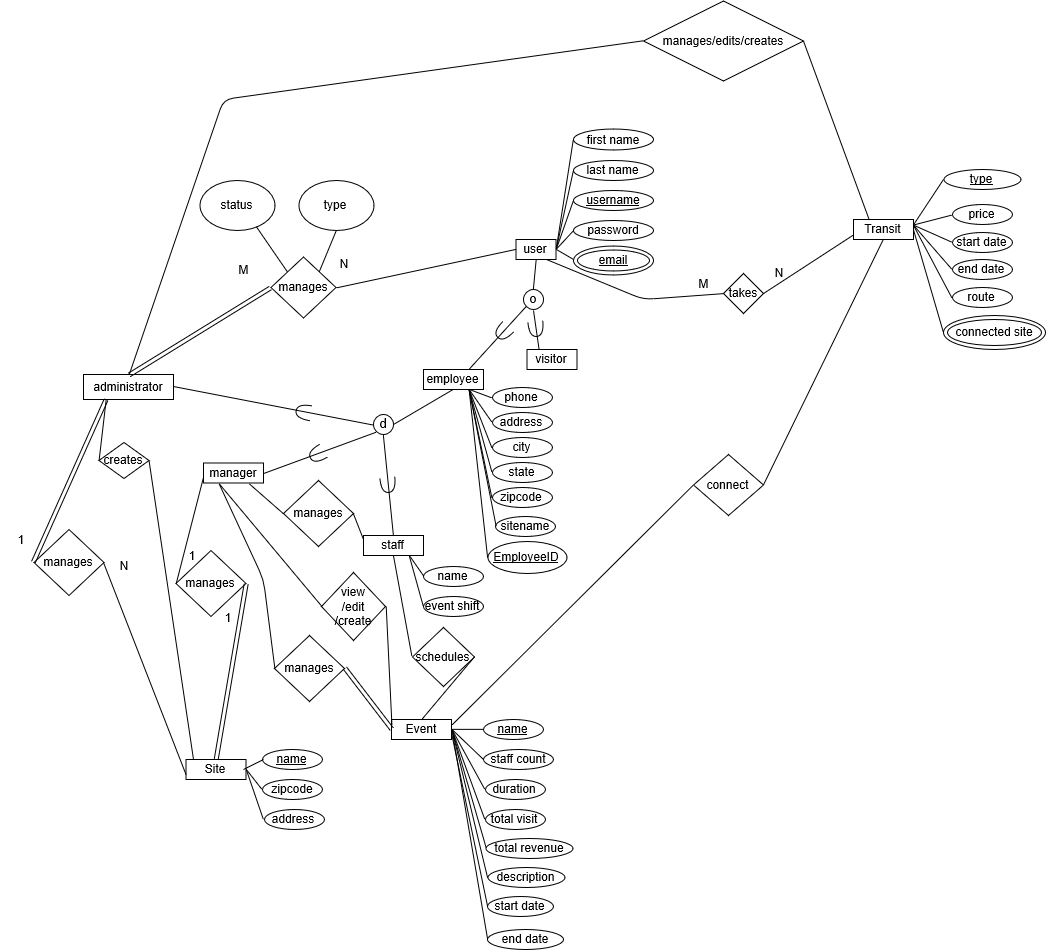 manages/edits/creates
first name
last name
username
password
email
status
type
M
N
manages
user
type
price
start date
end date
route
connected site
Transit
M
N
takes
o
visitor
administrator
employee
phone
address
city
state
zipcode
sitename
EmployeeID
d
creates
manager
manages
connect
staff
name
event shift
1
manages
N
1
manages
1
view
/edit
/create
manages
schedules
Event
name
staff count
duration
total visit
total revenue
description
start date
end date
Site
name
zipcode
address